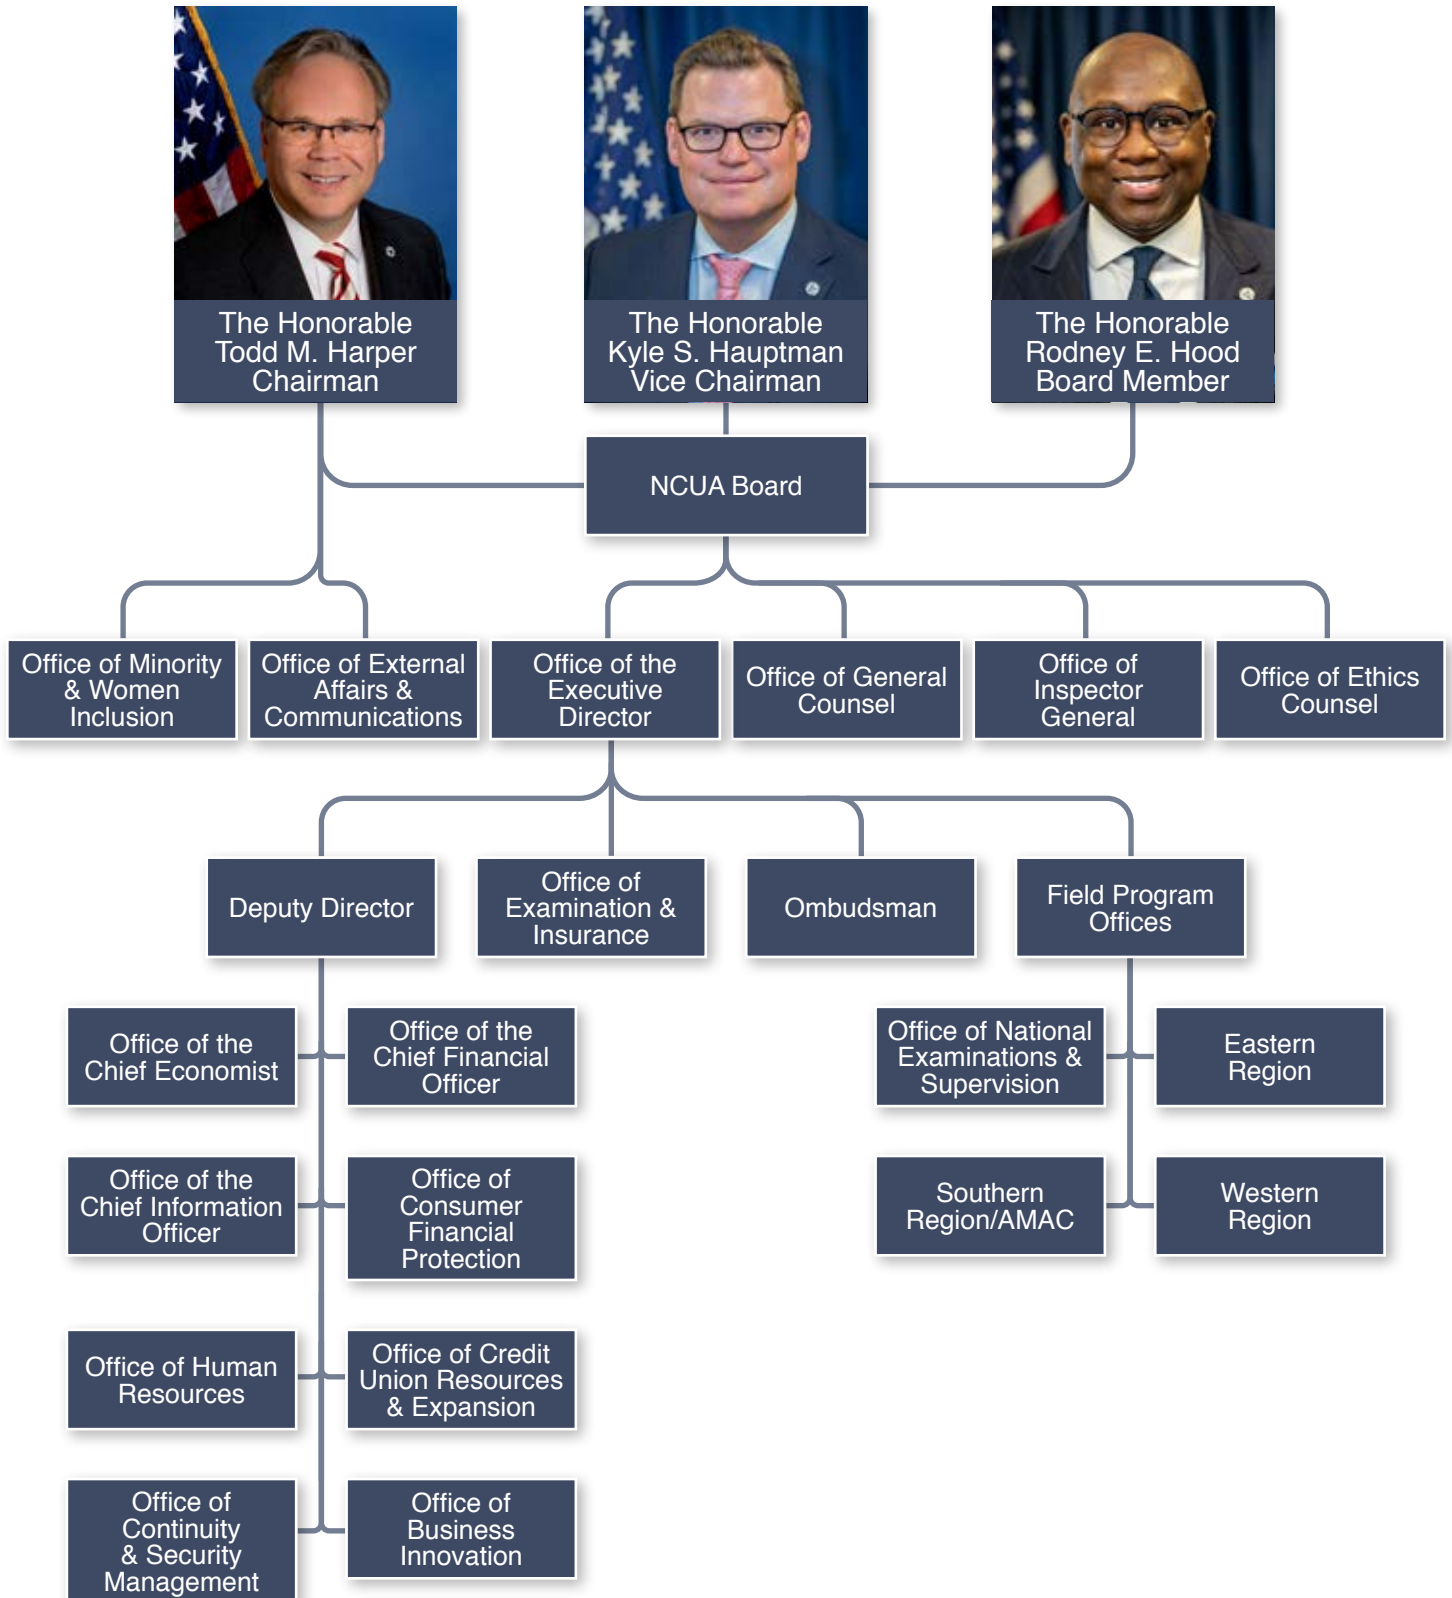 The Honorable
Todd M. Harper
Chairman
The Honorable
Kyle S. Hauptman
Vice Chairman
The Honorable
Rodney E. Hood
Board Member
NCUA Board
Office of Minority
& Women
Inclusion
Office of External
Affairs &
Communications
Office of the
Executive
Director
Office of General
Counsel
Office of
Inspector
General
Office of Ethics
Counsel
Deputy Director
Office of
Examination &
Insurance
Ombudsman
Field Program
Offices
Office of the
Chief Economist
Office of the
Chief Financial
Officer
Office of National
Examinations &
Supervision
Eastern
Region
Office of the
Chief Information
Officer
Office of
Consumer
Financial
Protection
Southern
Region/AMAC
Western
Region
Office of Human
Resources
Office of Credit
Union Resources
& Expansion
Office of
Continuity
& Security
Management
Office of
Business
Innovation